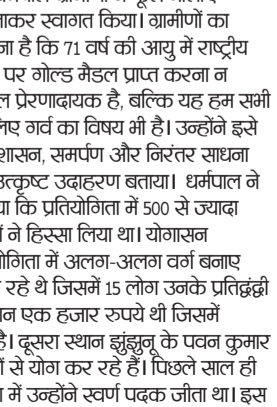 नाकर स्वागत किया। ग्रामीणों का
ना है कि 71 वर्ष की आयु में राष्ट्रीय
पर गोल्ड मैडल प्राप्त करना न
ल प्रेरणादायक है, बल्कि यह हम सभी
लिए गर्व का विषय भी है। उन्होंने इसे
शासन, समर्पण और निरंतर साधना
उत्कृष्ट उदाहरण बताया। धर्मपाल ने
या कि प्रतियोगिता में 500 से ज्यादा
ों ने हिस्सा लिया था। योगासन
योगिता में अलग-अलग वर्ग बनाए
रहे थे जिसमें 15 लोग उनके प्रतिद्वंद्वी
न एक हजार रुपये थी जिसमें
है। दूसरा स्थान झुंझुनू के पवन कुमार
ों से योग कर रहे हैं। पिछले साल ही
ा में उन्होंने स्वर्ण पदक जीता था। इस